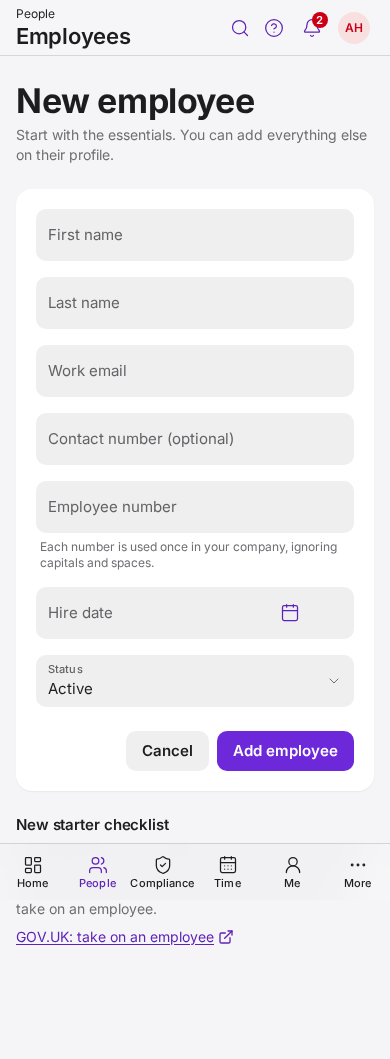 People
Employees
2
AH
New employee
Start with the essentials. You can add everything else
on their profile.
First name
Last name
Work email
Contact number (optional)
Employee number
Each number is used once in your company, ignoring
capitals and spaces.
Hire date
Status
Active
Cancel
Add employee
New starter checklist
Home
People
Compliance
Time
Me
More
take on an employee.
GOV.UK: take on an employee